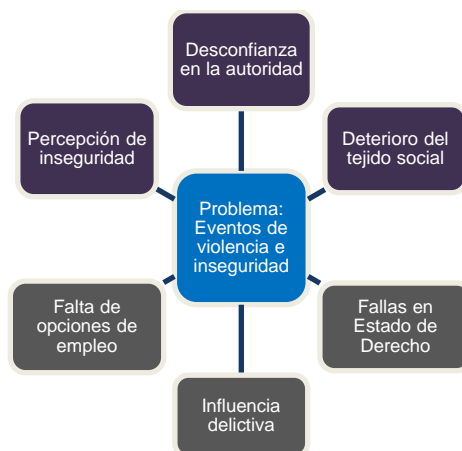 Desconfianza
en la autoridad
Percepción de
inseguridad
Deterioro del
tejido social
Problema:
Eventos de
violencia e
inseguridad
Falta de
opciones de
empleo
Fallas en
Estado de
Derecho
Influencia
delictiva